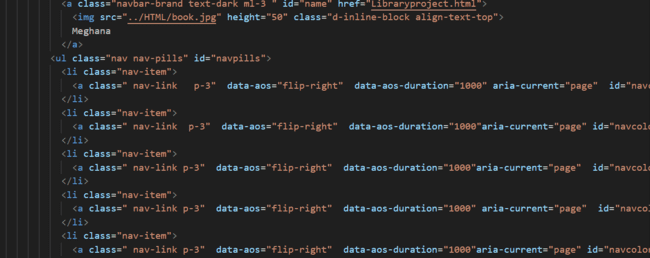 <a class="navbar-brand text-dark ml-3 " id="name" href="Libraryproject.html">
<img src="../HTML/book.jpg" height="50" class="d-inline-block align-text-top">
Meghana
</a>
<ul class="nav nav-pills" id="navpills">
<li class="nav-item">
<a class=" nav-link   p-3"  data-aos="flip-right"  data-aos-duration="1000" aria-current="page"  id="nav
</li>
<li class="nav-item">
<a class=" nav-link  p-3"  data-aos="flip-right"  data-aos-duration="1000"aria-current="page" id="navcolo
</li>
<li class="nav-item">
<a class=" nav-link p-3"  data-aos="flip-right"  data-aos-duration="1000"aria-current="page"  id="navcolo
</li>
<li class="nav-item">
<a class=" nav-link p-3"  data-aos="flip-right"  data-aos-duration="1000" aria-current="page"  id="navco
</li>
<li class="nav-item">
<a class=" nav-link p-3"  data-aos="flip-right"  data-aos-duration="1000"aria-current="page" id="navcolor